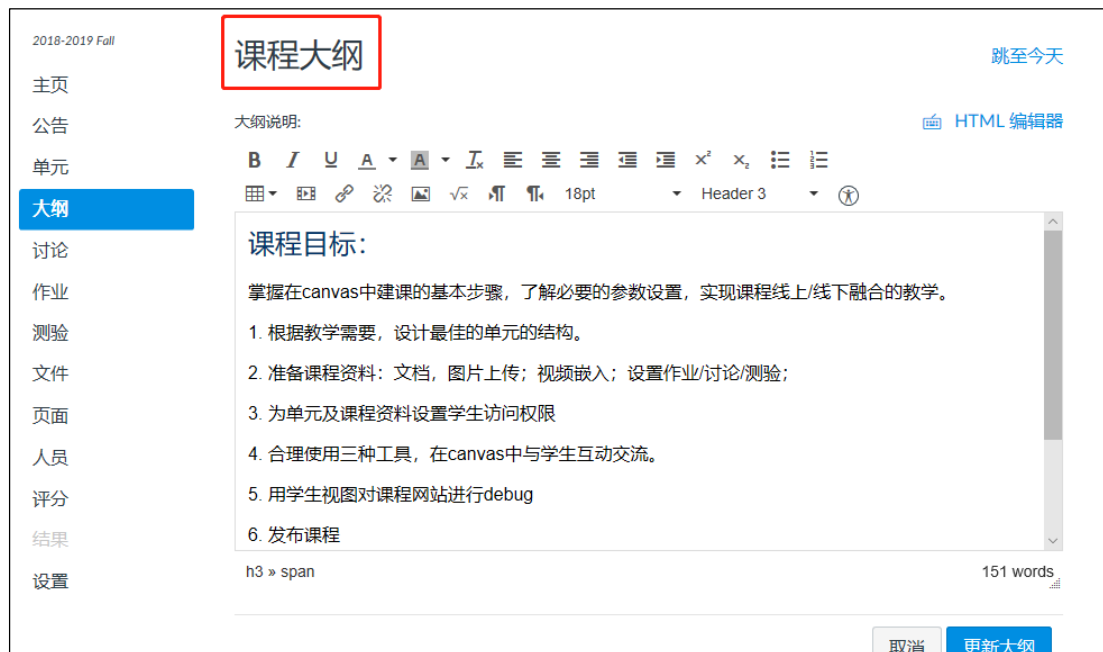 2018-2019 Fall
课程大纲
跳至今天
主页
公告
单元
大纲
讨论
作业
测验
文件
页面
人员
评分
结果
设置
大纲说明:
HTML 编辑器
18pt
Header 3
课程目标：
掌握在canvas中建课的基本步骤，了解必要的参数设置，实现课程线上/线下融合的教学。
1. 根据教学需要，设计最佳的单元的结构。
2. 准备课程资料：文档，图片上传；视频嵌入；设置作业/讨论/测验；
3. 为单元及课程资料设置学生访问权限
4. 合理使用三种工具，在canvas中与学生互动交流。
5. 用学生视图对课程网站进行debug
6. 发布课程
h3 » span
151 words
取消
更新大纲